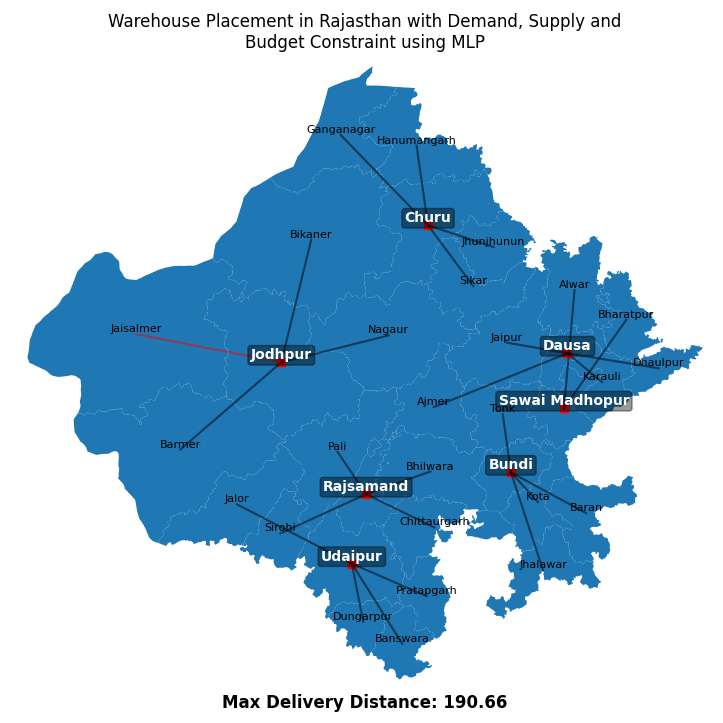 Warehouse Placement in Rajasthan with Demand, Supply and
Budget Constraint using MLP
Ganganagar
Hanumangarh
Churu
Bikaner
Jhunjhunun
Sikar
Alwar
Bharatpur
Jaisalmer
Nagaur
Jaipur
Dausa
Jodhpur
Dhaulpur
Karauli
Ajmer
Sawai Madhopur
Tonk
Barmer
Pali
Bhilwara
Bundi
Rajsamand
Jalor
Kota
Baran
Sirohi
Chittaurgarh
Udaipur
Jhalawar
Pratapgarh
Dungarpur
Banswara
Max Delivery Distance: 190.66